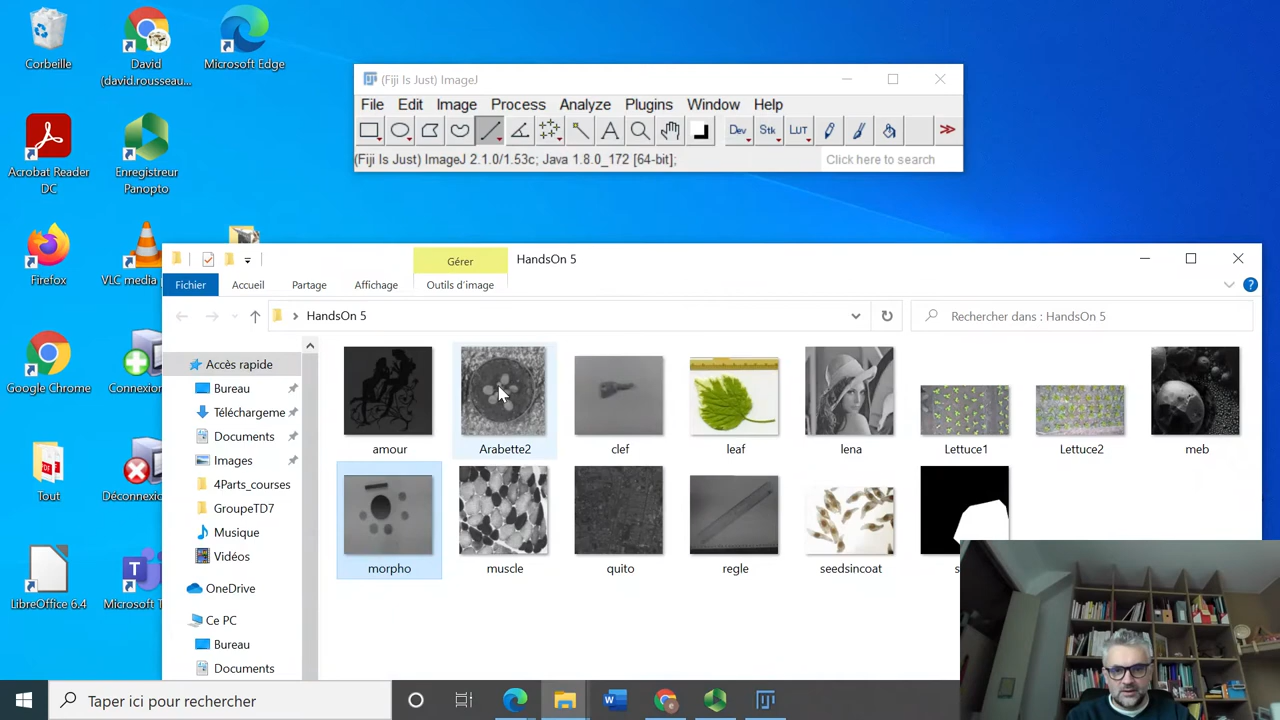 Corbeille
David
(david.rousseau...
Microsoft Edge
Acrobat Reader
DC
Enregistreur
Panopto
Firefox
VLC media
Google Chrome
Connexion
Tout
Déconnexio
LibreOffice 6.4
Microsoft T
(Fiji Is Just) ImageJ
File Edit Image Process Analyze Plugins Window Help
Dev Stk LUT
(Fiji Is Just) ImageJ 2.1.0/1.53c; Java 1.8.0_172 [64-bit];
Click here to search
Gérer
HandsOn 5
Fichier Accueil Partage Affichage Outils d'image
HandsOn 5
Rechercher dans : HandsOn 5
Accès rapide
Bureau
Téléchargeme
Documents
Images
4Parts_courses
GroupeTD7
Musique
Vidéos
OneDrive
Ce PC
Bureau
Documents
amour Arabette2 clef leaf lena Lettuce1 Lettuce2 meb
morpho muscle quito regle seedsincoat
Taper ici pour rechercher